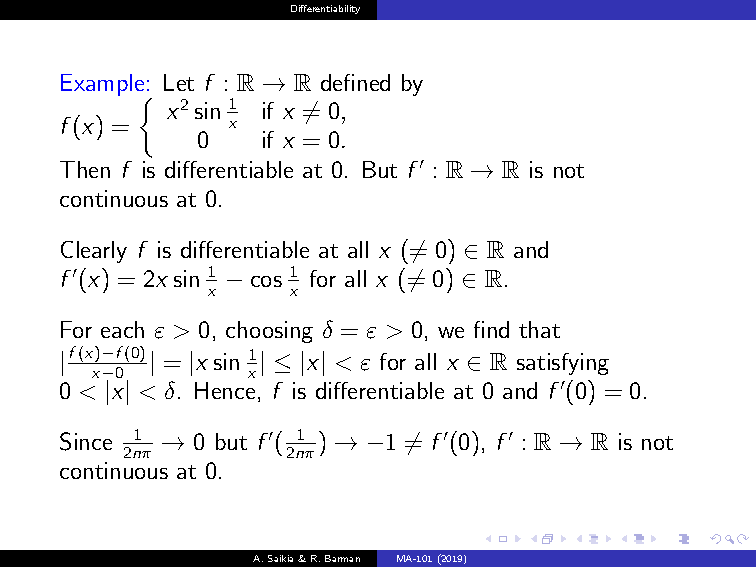 Differentiability
Example: Let f : ℝ → ℝ defined by
f(x) = { x² sin 1/x if x ≠ 0,
0 if x = 0.
Then f is differentiable at 0. But f′ : ℝ → ℝ is not
continuous at 0.
Clearly f is differentiable at all x (≠ 0) ∈ ℝ and
f′(x) = 2x sin 1/x − cos 1/x for all x (≠ 0) ∈ ℝ.
For each ε > 0, choosing δ = ε > 0, we find that
|f(x)−f(0)/x−0| = |x sin 1/x| ≤ |x| < ε for all x ∈ ℝ satisfying
0 < |x| < δ. Hence, f is differentiable at 0 and f′(0) = 0.
Since 1/2nπ → 0 but f′(1/2nπ) → −1 ≠ f′(0), f′ : ℝ → ℝ is not
continuous at 0.
A. Saikia & R. Barman MA-101 (2019)